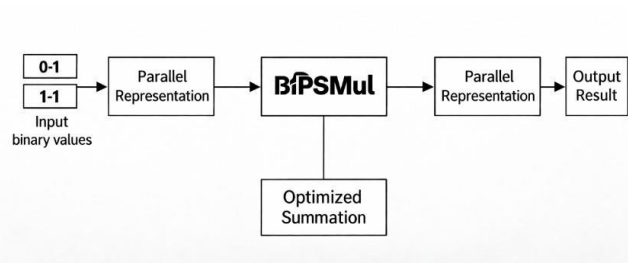 0-1
1-1
Input
binary values
Parallel
Representation
BiPSMul
Optimized
Summation
Parallel
Representation
Output
Result